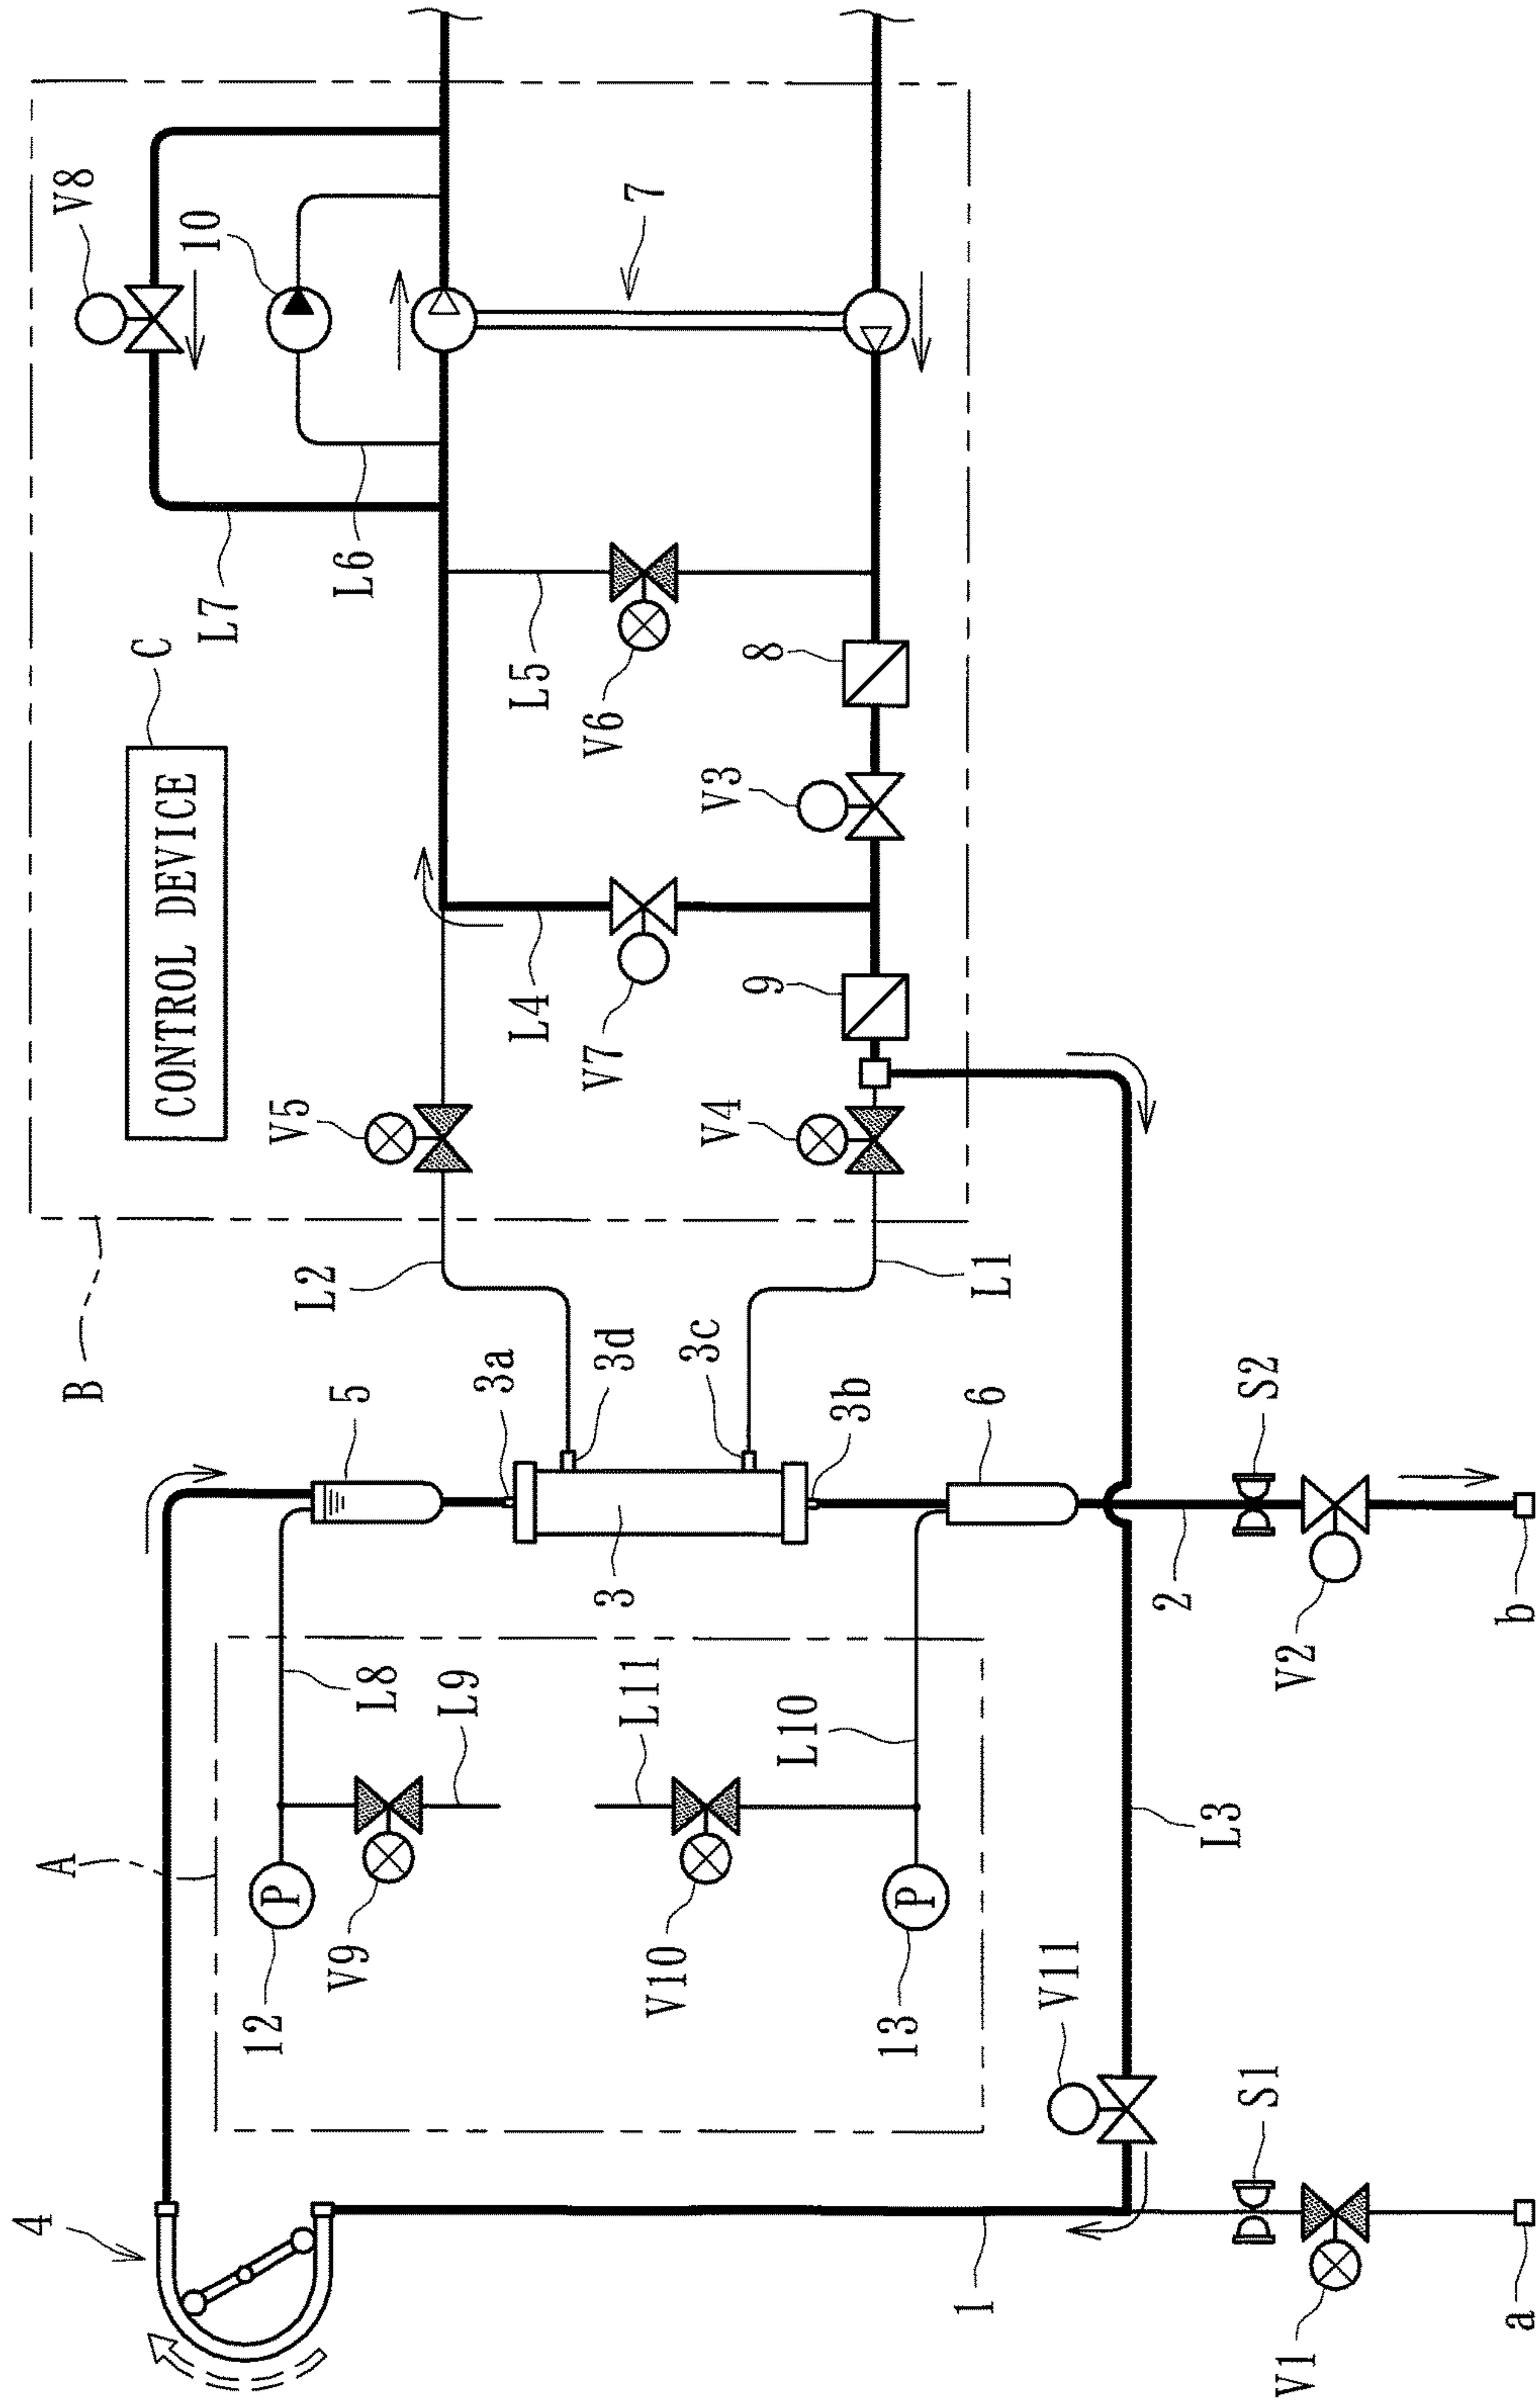 4
A
B
V8
CONTROL DEVICE
C
10
L7
12
P
V5
L2
V9
5
L6
L8
L9
3a
L4
L5
3
3d
V7
V6
7
V10
L11
3c
V4
V3
9
8
L10
3b
13
P
1
6
L1
V11
2
L3
S1
S2
V1
V2
a
b